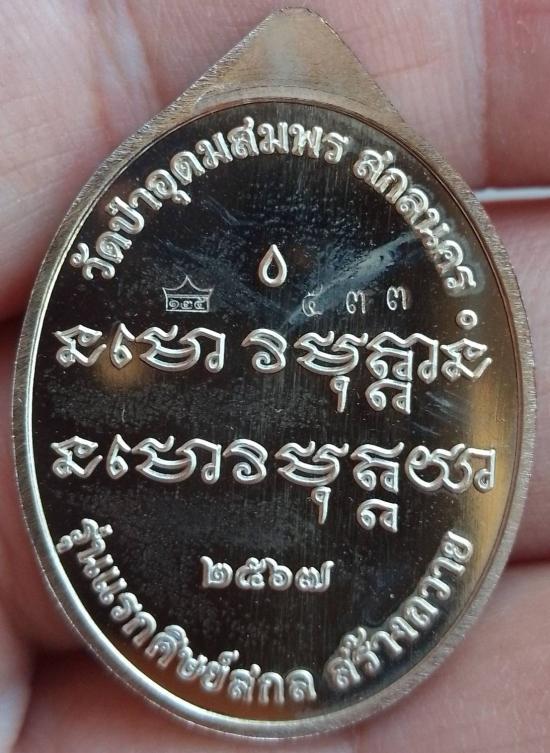 วัดป่าอุดมสมพร สกลนคร
๕ ๓ ๓
នមោ វិមុត្តានំ
នមោ វិមុត្តិយា
๒๕๖๗
รุ่นแรกศิษย์สกล สร้างถวาย